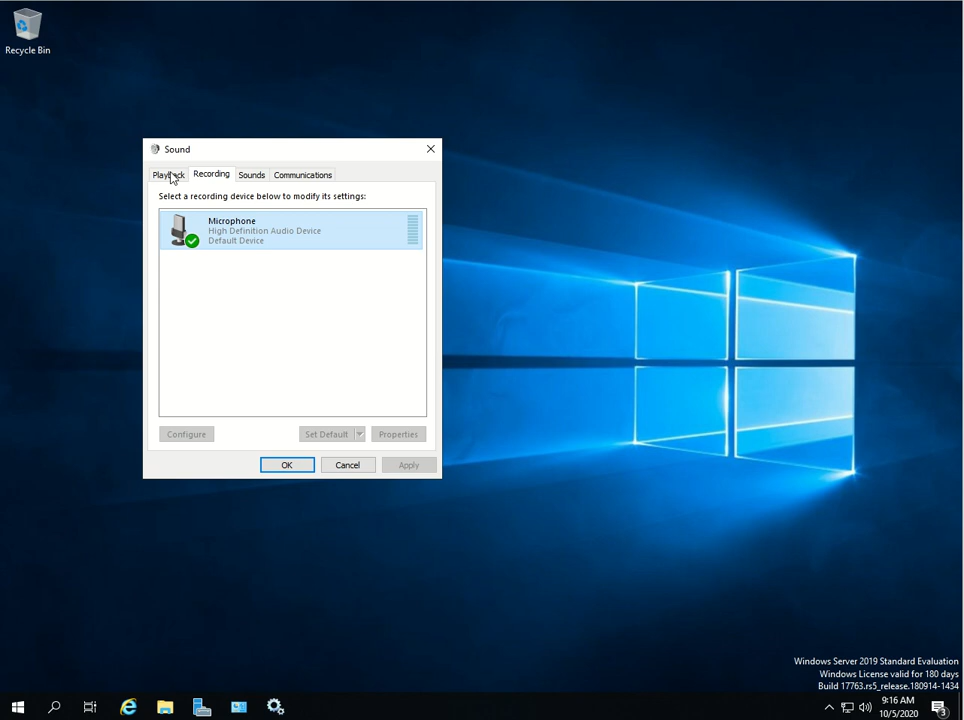 Recycle Bin
Sound
Playback Recording Sounds Communications
Select a recording device below to modify its settings:
Microphone
High Definition Audio Device
Default Device
Configure Set Default Properties
OK Cancel Apply
Windows Server 2019 Standard Evaluation
Windows License valid for 180 days
Build 17763.rs5_release.180914-1434
9:16 AM
10/5/2020
3